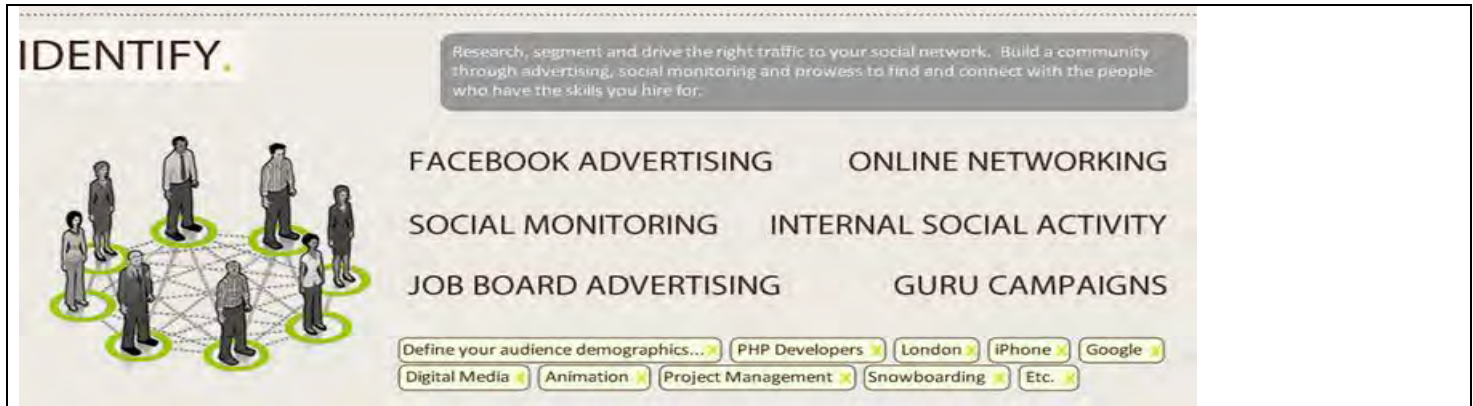 IDENTIFY.
Research, segment and drive the right traffic to your social network. Build a community
through advertising, social monitoring and prowess to find and connect with the people
who have the skills you hire for.
FACEBOOK ADVERTISING ONLINE NETWORKING
SOCIAL MONITORING INTERNAL SOCIAL ACTIVITY
JOB BOARD ADVERTISING GURU CAMPAIGNS
Define your audience demographics... x PHP Developers x London x iPhone x Google x
Digital Media x Animation x Project Management x Snowboarding x Etc. x